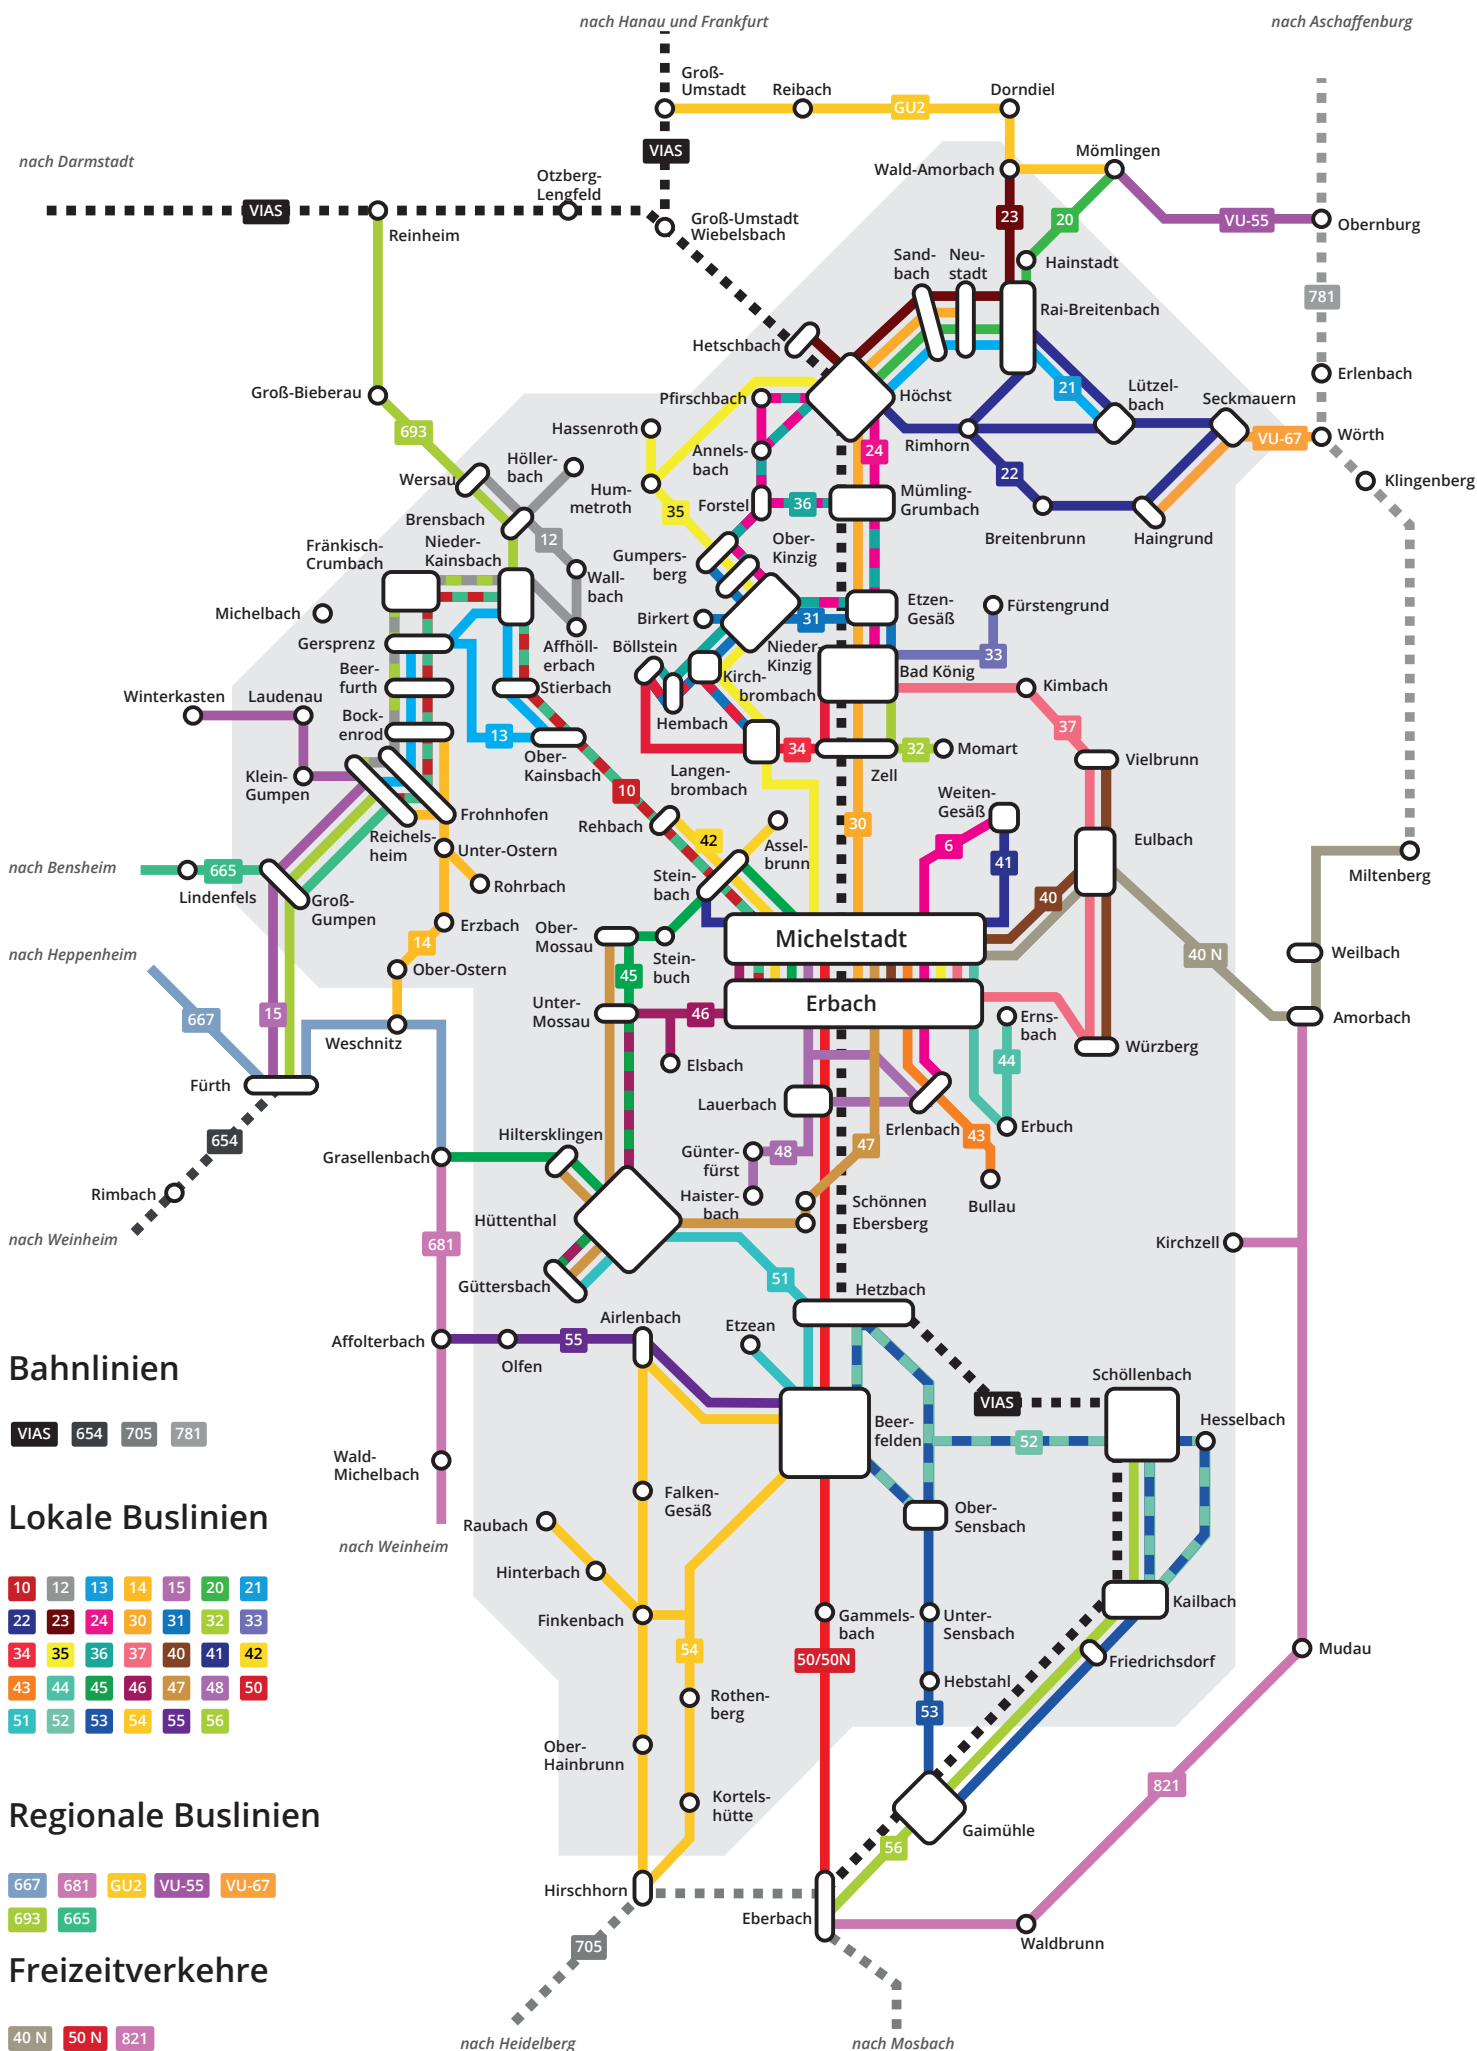 nach Hanau und Frankfurt
nach Aschaffenburg
Groß-
Umstadt
Reibach
GU2
Dorndiel
nach Darmstadt
VIAS
Otzberg-
Lengfeld
VIAS
Reinheim
Groß-Umstadt
Wiebelsbach
Wald-Amorbach
Mömlingen
23
20
VU-55
Obernburg
Sand-
bach
Neu-
stadt
Hainstadt
781
Rai-Breitenbach
Hetschbach
Erlenbach
Groß-Bieberau
Pfirschbach
Höchst
21
Lützel-
bach
Seckmauern
693
Hassenroth
Annels-
bach
24
Rimhorn
VU-67
Wörth
Wersau
Höller-
bach
Hum-
metroth
Forstel
36
Mümling-
Grumbach
22
Klingenberg
35
Brensbach
Nieder-
Kainsbach
12
Fränkisch-
Crumbach
Gumpers-
berg
Ober-
Kinzig
Breitenbrunn
Haingrund
Michelbach
Wall-
bach
Birkert
31
Etzen-
Gesäß
Fürstengrund
Gersprenz
Affhöll-
erbach
Böllstein
Nieder-
Kinzig
33
Beer-
furth
Stierbach
Kirch-
brombach
Bad König
Kimbach
Winterkasten
Laudenau
Bock-
enrod
13
Hembach
37
Ober-
Kainsbach
34
32
Momart
Klein-
Gumpen
Langen-
brombach
Zell
Vielbrunn
10
Frohnhofen
Rehbach
42
Weiten-
Gesäß
Reichels-
heim
Assel-
brunn
30
6
41
Eulbach
Unter-Ostern
nach Bensheim
665
Lindenfels
Stein-
bach
Miltenberg
Rohrbach
Groß-
Gumpen
40
Erzbach
Ober-
Mossau
Michelstadt
14
nach Heppenheim
Ober-Ostern
45
Stein-
buch
40 N
Weilbach
Unter-
Mossau
46
Erbach
Erns-
bach
667
15
Weschnitz
Amorbach
Elsbach
44
Würzberg
Fürth
Lauerbach
Erlenbach
Erbuch
654
Hiltersklingen
43
47
Grasellenbach
Günter-
fürst
48
Rimbach
Haister-
bach
Schönnen
Bullau
Hüttenthal
Ebersberg
nach Weinheim
681
Kirchzell
Güttersbach
51
Hetzbach
Airlenbach
Etzean
Affolterbach
55
Olfen
Bahnlinien
Schöllenbach
VIAS
VIAS 654 705 781
Beer-
felden
Hesselbach
52
Wald-
Michelbach
Falken-
Gesäß
Lokale Buslinien
Raubach
Ober-
Sensbach
nach Weinheim
Hinterbach
10 12 13 14 15 20 21
Kailbach
Finkenbach
Gammels-
bach
Unter-
Sensbach
22 23 24 30 31 32 33
54
50/50N
Mudau
Friedrichsdorf
34 35 36 37 40 41 42
Hebstahl
43 44 45 46 47 48 50
Rothen-
berg
53
51 52 53 54 55 56
Ober-
Hainbrunn
821
Kortels-
hütte
Regionale Buslinien
Gaimühle
56
667 681 GU2 VU-55 VU-67
Hirschhorn
693 665
Eberbach
705
Waldbrunn
Freizeitverkehre
40 N 50 N 821
nach Heidelberg
nach Mosbach